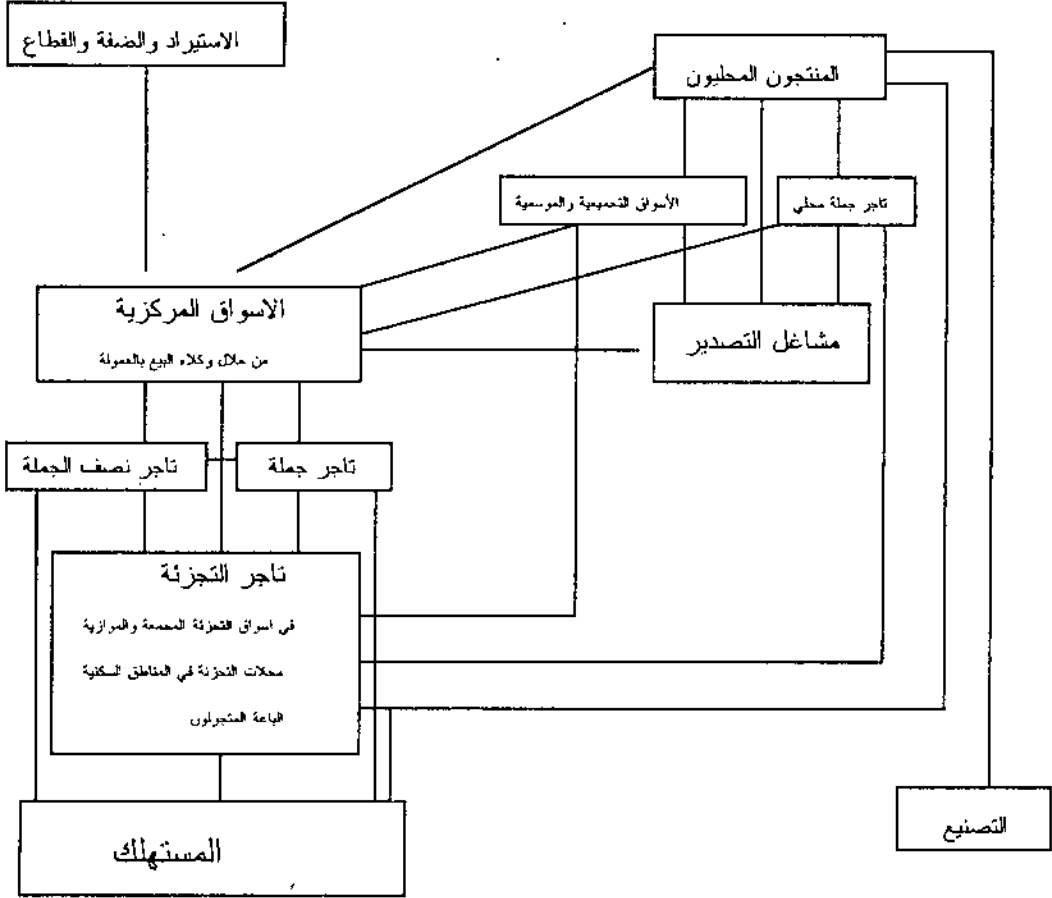 الاستيراد والضفة والقطاع
المنتجون المحليون
الأسواق التجميعية والموسمية
تاجر جملة محلي
الاسواق المركزية
من خلال وكلاء البيع بالعمولة
مشاغل التصدير
تاجر جملة
تاجر نصف الجملة
تاجر التجزئة
في اسواق التجزئة المجمعة والموازية
محلات التجزئة في المناطق السكنية
الباعة المتجولون
التصنيع
المستهلك